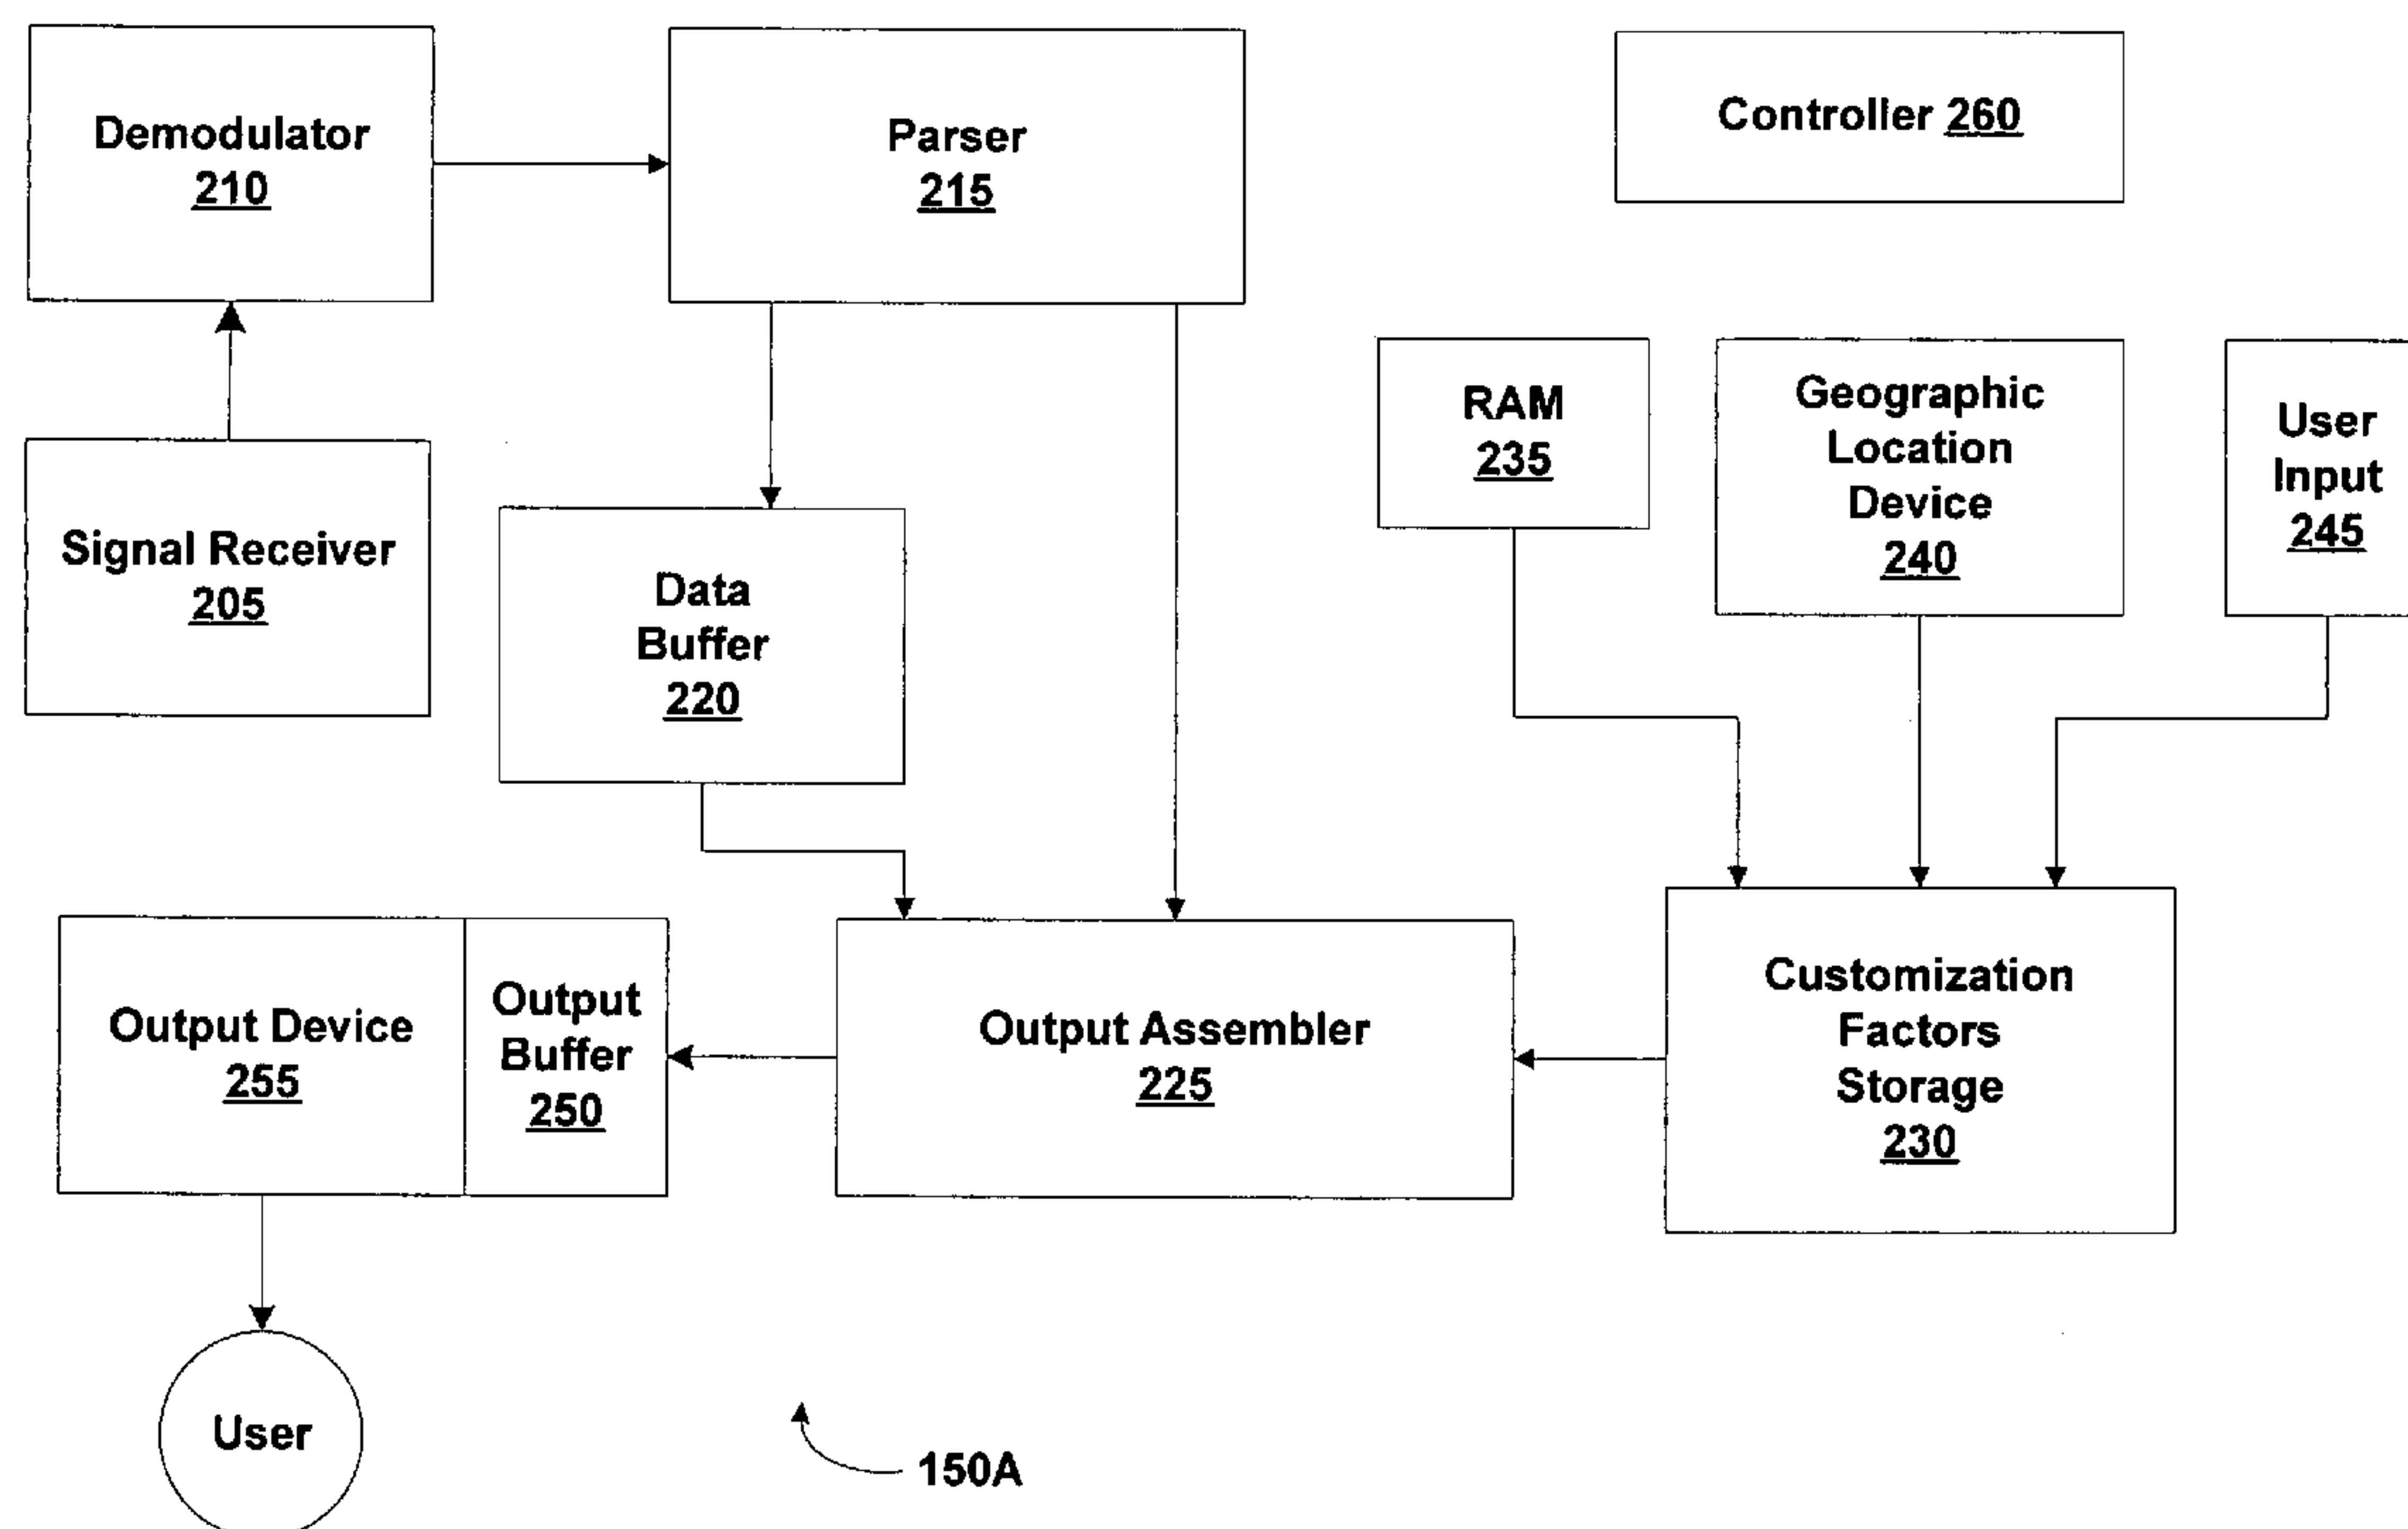 Demodulator
210
Parser
215
Controller 260
Signal Receiver
205
Data
Buffer
220
RAM
235
Geographic
Location
Device
240
User
Input
245
Output Device
255
Output
Buffer
250
Output Assembler
225
Customization
Factors
Storage
230
User
150A